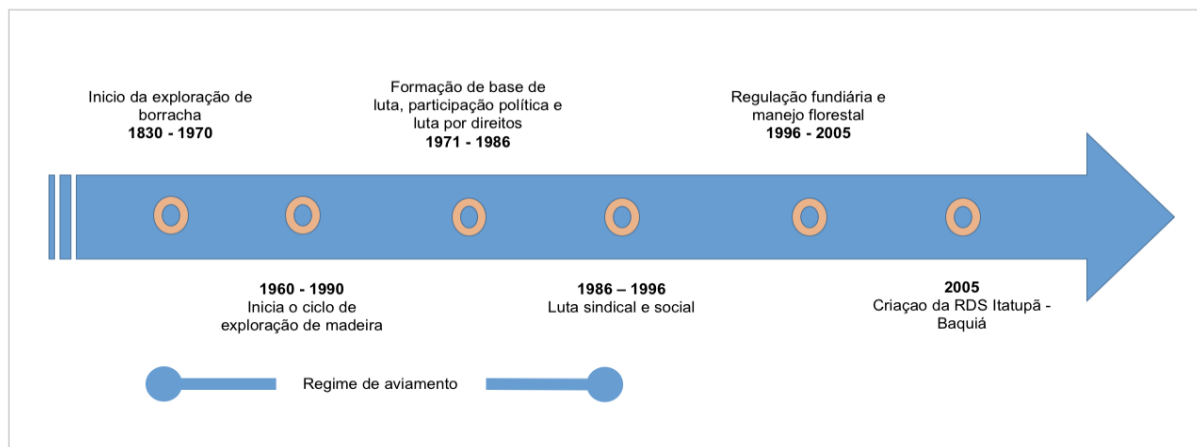 Inicio da exploração de
borracha
1830 - 1970
Formação de base de
luta, participação política e
luta por direitos
1971 - 1986
Regulação fundiária e
manejo florestal
1996 - 2005
1960 - 1990
Inicia o ciclo de
exploração de madeira
1986 – 1996
Luta sindical e social
2005
Criaçao da RDS Itatupã -
Baquiá
Regime de aviamento